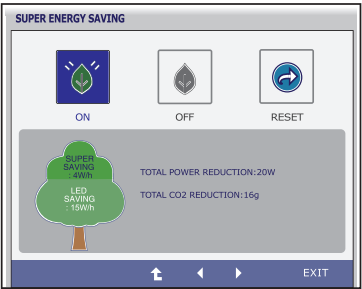 SUPER ENERGY SAVING
ON
OFF
RESET
SUPER
SAVING
: 4W/h
LED
SAVING
: 15W/h
TOTAL POWER REDUCTION:20W
TOTAL CO2 REDUCTION:16g
EXIT